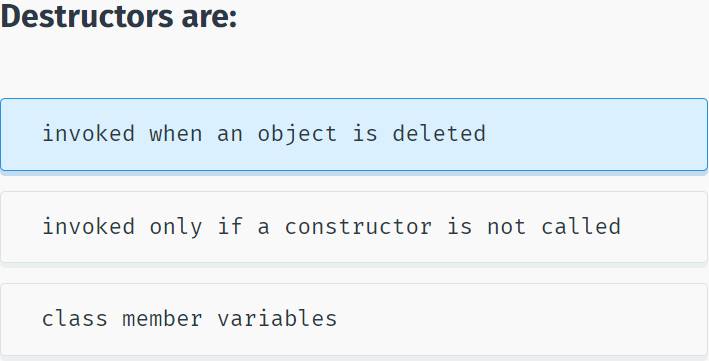 Destructors are:
invoked when an object is deleted
invoked only if a constructor is not called
class member variables